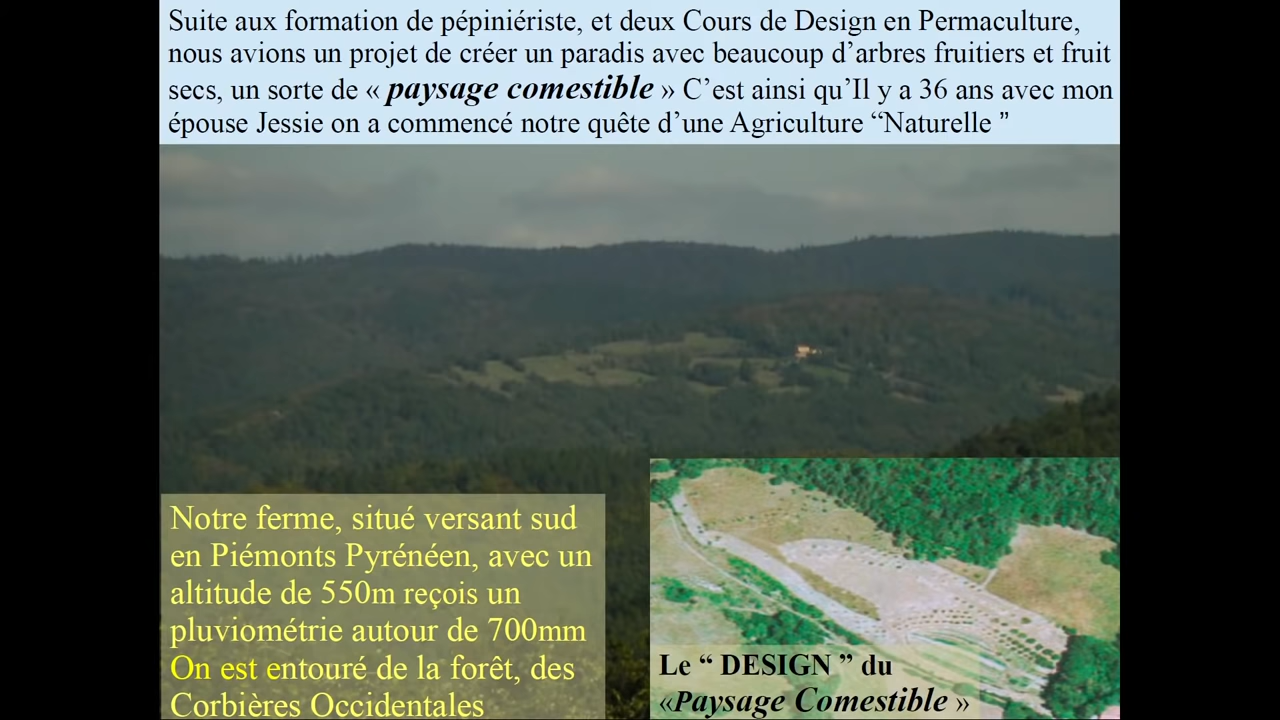 Suite aux formation de pépiniériste, et deux Cours de Design en Permaculture,
nous avions un projet de créer un paradis avec beaucoup d’arbres fruitiers et fruit
secs, un sorte de « paysage comestible » C’est ainsi qu’Il y a 36 ans avec mon
épouse Jessie on a commencé notre quête d’une Agriculture “Naturelle ”
Notre ferme, situé versant sud
en Piémonts Pyrénéen, avec un
altitude de 550m reçois un
pluviométrie autour de 700mm
On est entouré de la forêt, des
Corbières Occidentales
Le “ DESIGN ” du
«Paysage Comestible »